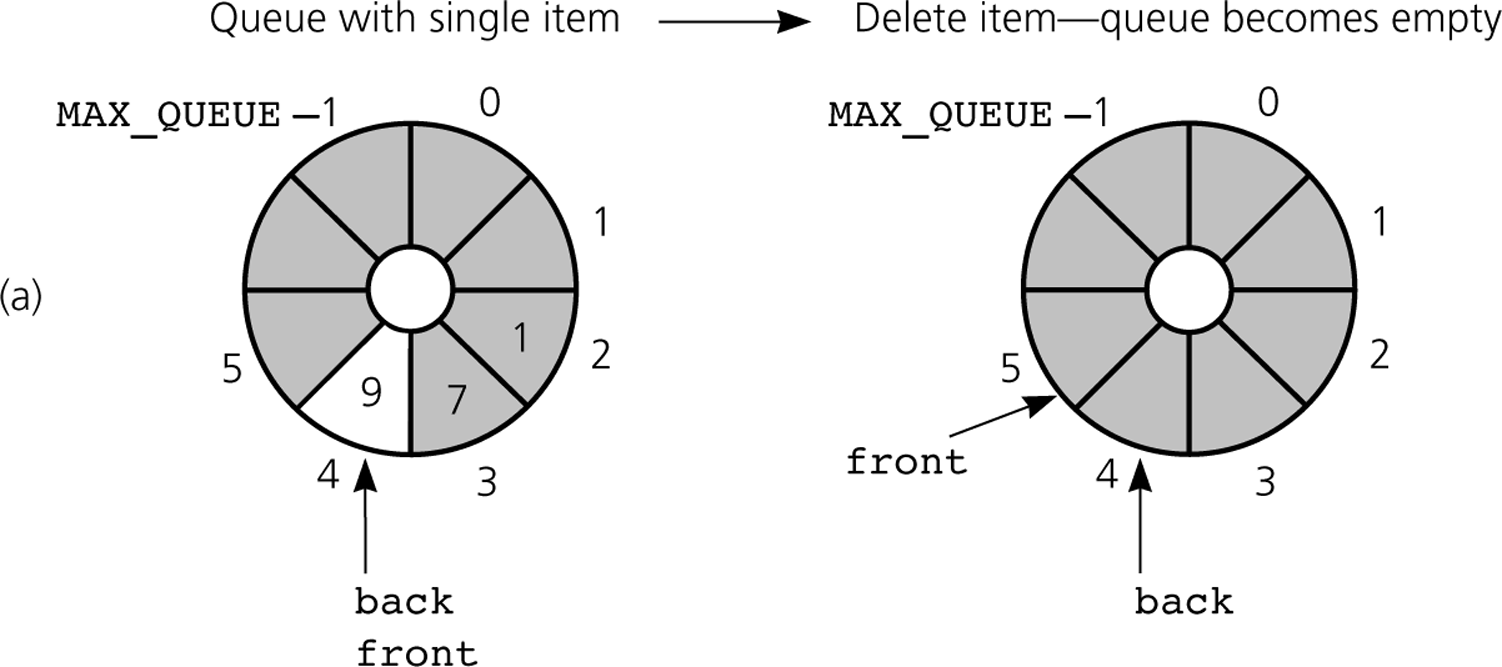 Queue with single item Delete item—queue becomes empty
MAX_QUEUE –1 0 MAX_QUEUE –1 0
1 1
(a)
1 2 2
5 9 7 5
front
4 3 4 3
back back
front